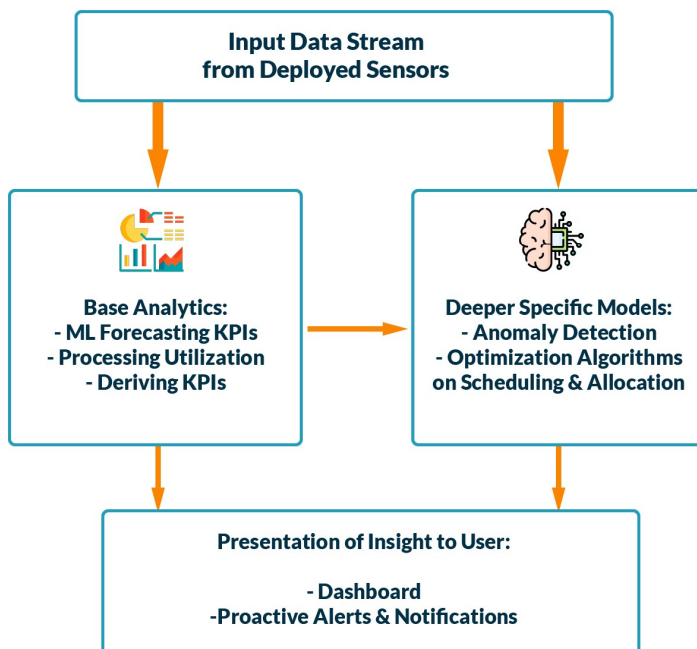 Input Data Stream
from Deployed Sensors
Base Analytics:
- ML Forecasting KPIs
- Processing Utilization
- Deriving KPIs
Deeper Specific Models:
- Anomaly Detection
- Optimization Algorithms
on Scheduling & Allocation
Presentation of Insight to User:
- Dashboard
-Proactive Alerts & Notifications